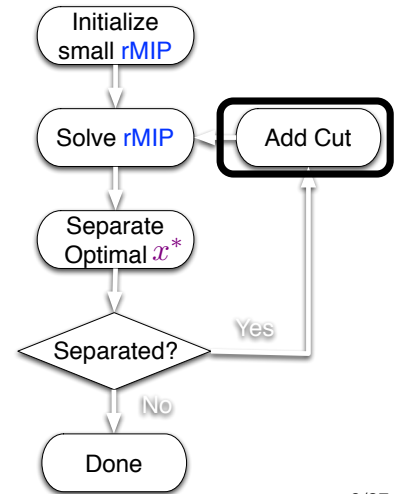 Initialize
small rMIP
Solve rMIP
Add Cut
Separate
Optimal x*
Yes
Separated?
No
Done